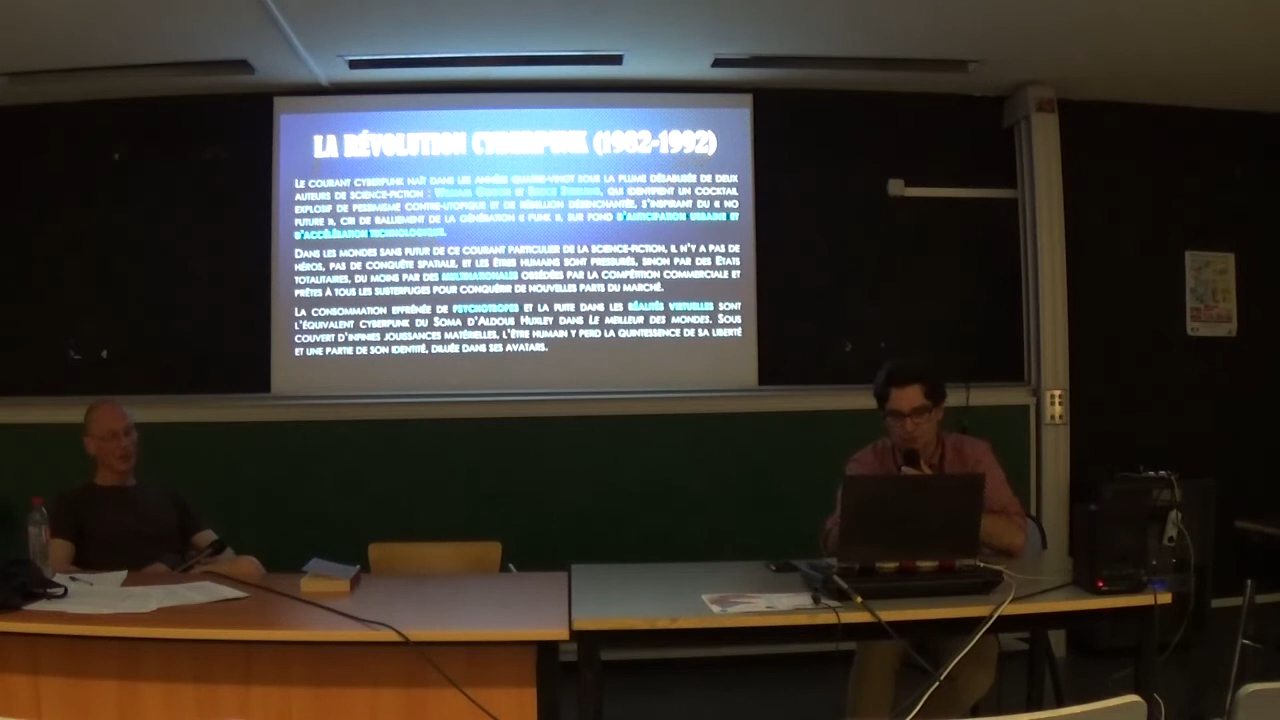 LA RÉVOLUTION CYBERPUNK (1982-1992)
LE COURANT CYBERPUNK NAÎT DANS LES ANNÉES QUATRE-VINGT SOUS LA PLUME DÉSABUSÉE DE DEUX
AUTEURS DE SCIENCE-FICTION : WILLIAM GIBSON ET BRUCE STERLING, QUI IDENTIFIENT UN COCKTAIL
EXPLOSIF DE PESSIMISME CONTRE-UTOPIQUE ET DE RÉBELLION DÉSENCHANTÉE, S'INSPIRANT DU « NO
FUTURE », CRI DE RALLIEMENT DE LA GÉNÉRATION « PUNK », SUR FOND D'ANTICIPATION URBAINE ET
D'ACCÉLÉRATION TECHNOLOGIQUE.
DANS LES MONDES SANS FUTUR DE CE COURANT PARTICULIER DE LA SCIENCE-FICTION, IL N'Y A PAS DE
HÉROS, PAS DE CONQUÊTE SPATIALE, ET LES ÊTRES HUMAINS SONT PRESSURÉS, SINON PAR DES ETATS
TOTALITAIRES, DU MOINS PAR DES MULTINATIONALES OBSÉDÉES PAR LA COMPÉTITION COMMERCIALE ET
PRÊTES À TOUS LES SUBTERFUGES POUR CONQUÉRIR DE NOUVELLES PARTS DU MARCHÉ.
LA CONSOMMATION EFFRÉNÉE DE PSYCHOTROPES ET LA FUITE DANS LES RÉALITÉS VIRTUELLES SONT
L'ÉQUIVALENT CYBERPUNK DU SOMA D'ALDOUS HUXLEY DANS LE MEILLEUR DES MONDES. SOUS
COUVERT D'INFINIES JOUISSANCES MATÉRIELLES, L'ÊTRE HUMAIN Y PERD LA QUINTESSENCE DE SA LIBERTÉ
ET UNE PARTIE DE SON IDENTITÉ, DILUÉE DANS SES AVATARS.